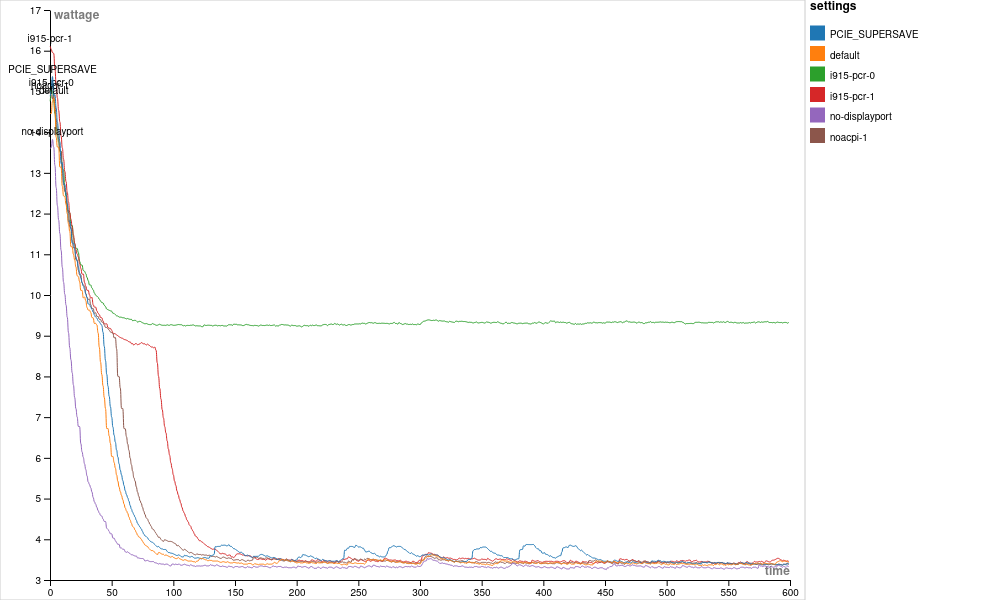 17
wattage
i915-pcr-1
16
PCIE_SUPERSAVE
i915-pcr-0
15
default
no-displayport
13
12
11
10
9
8
7
6
5
4
3
time
0
50
100
150
200
250
300
350
400
450
500
550
600
settings
PCIE_SUPERSAVE
default
i915-pcr-0
i915-pcr-1
no-displayport
noacpi-1